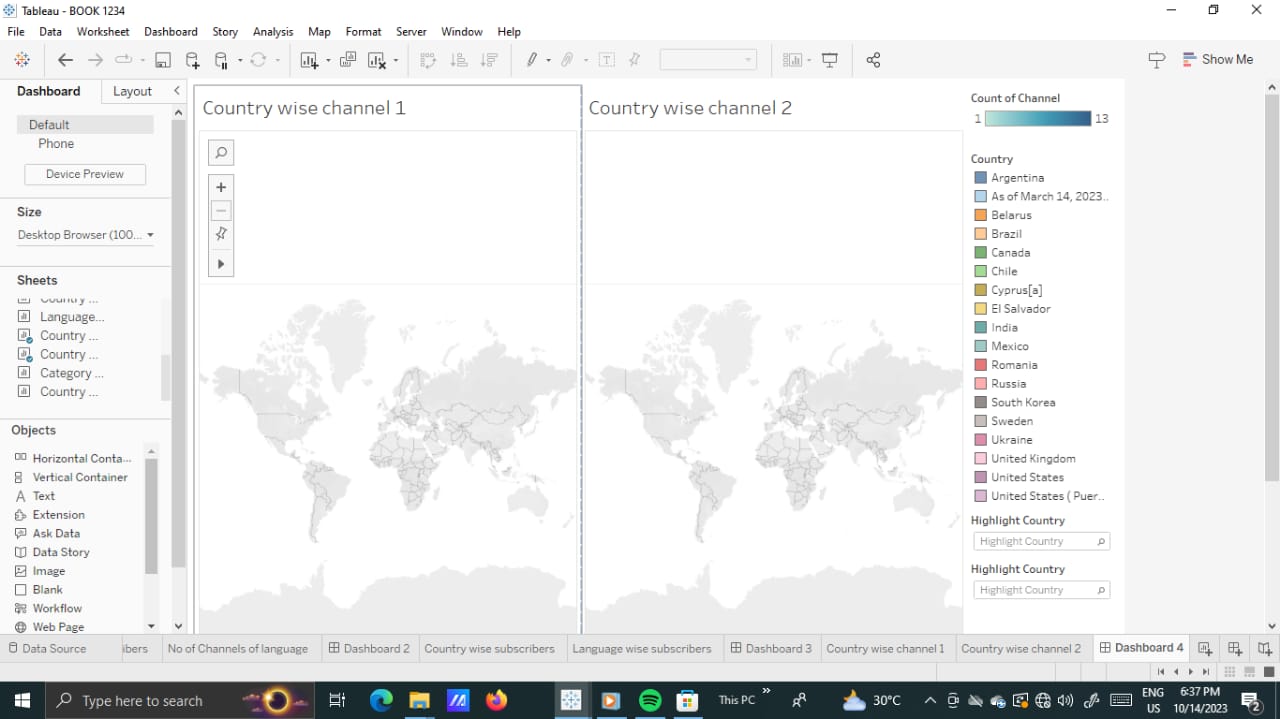 Tableau - BOOK 1234
File Data Worksheet Dashboard Story Analysis Map Format Server Window Help
Show Me
Dashboard Layout
Default
Phone
Device Preview
Size
Desktop Browser (100...
Sheets
Country ...
Language...
Country ...
Country ...
Category ...
Country ...
Objects
Horizontal Conta...
Vertical Container
Text
Extension
Ask Data
Data Story
Image
Blank
Workflow
Web Page
Country wise channel 1
Country wise channel 2
Count of Channel
1 13
Country
Argentina
As of March 14, 2023..
Belarus
Brazil
Canada
Chile
Cyprus[a]
El Salvador
India
Mexico
Romania
Russia
South Korea
Sweden
Ukraine
United Kingdom
United States
United States ( Puer..
Highlight Country
Highlight Country
Highlight Country
Highlight Country
Data Source ibers No of Channels of language Dashboard 2 Country wise subscribers Language wise subscribers Dashboard 3 Country wise channel 1 Country wise channel 2 Dashboard 4
Type here to search
This PC
30°C
ENG
US
6:37 PM
10/14/2023
2